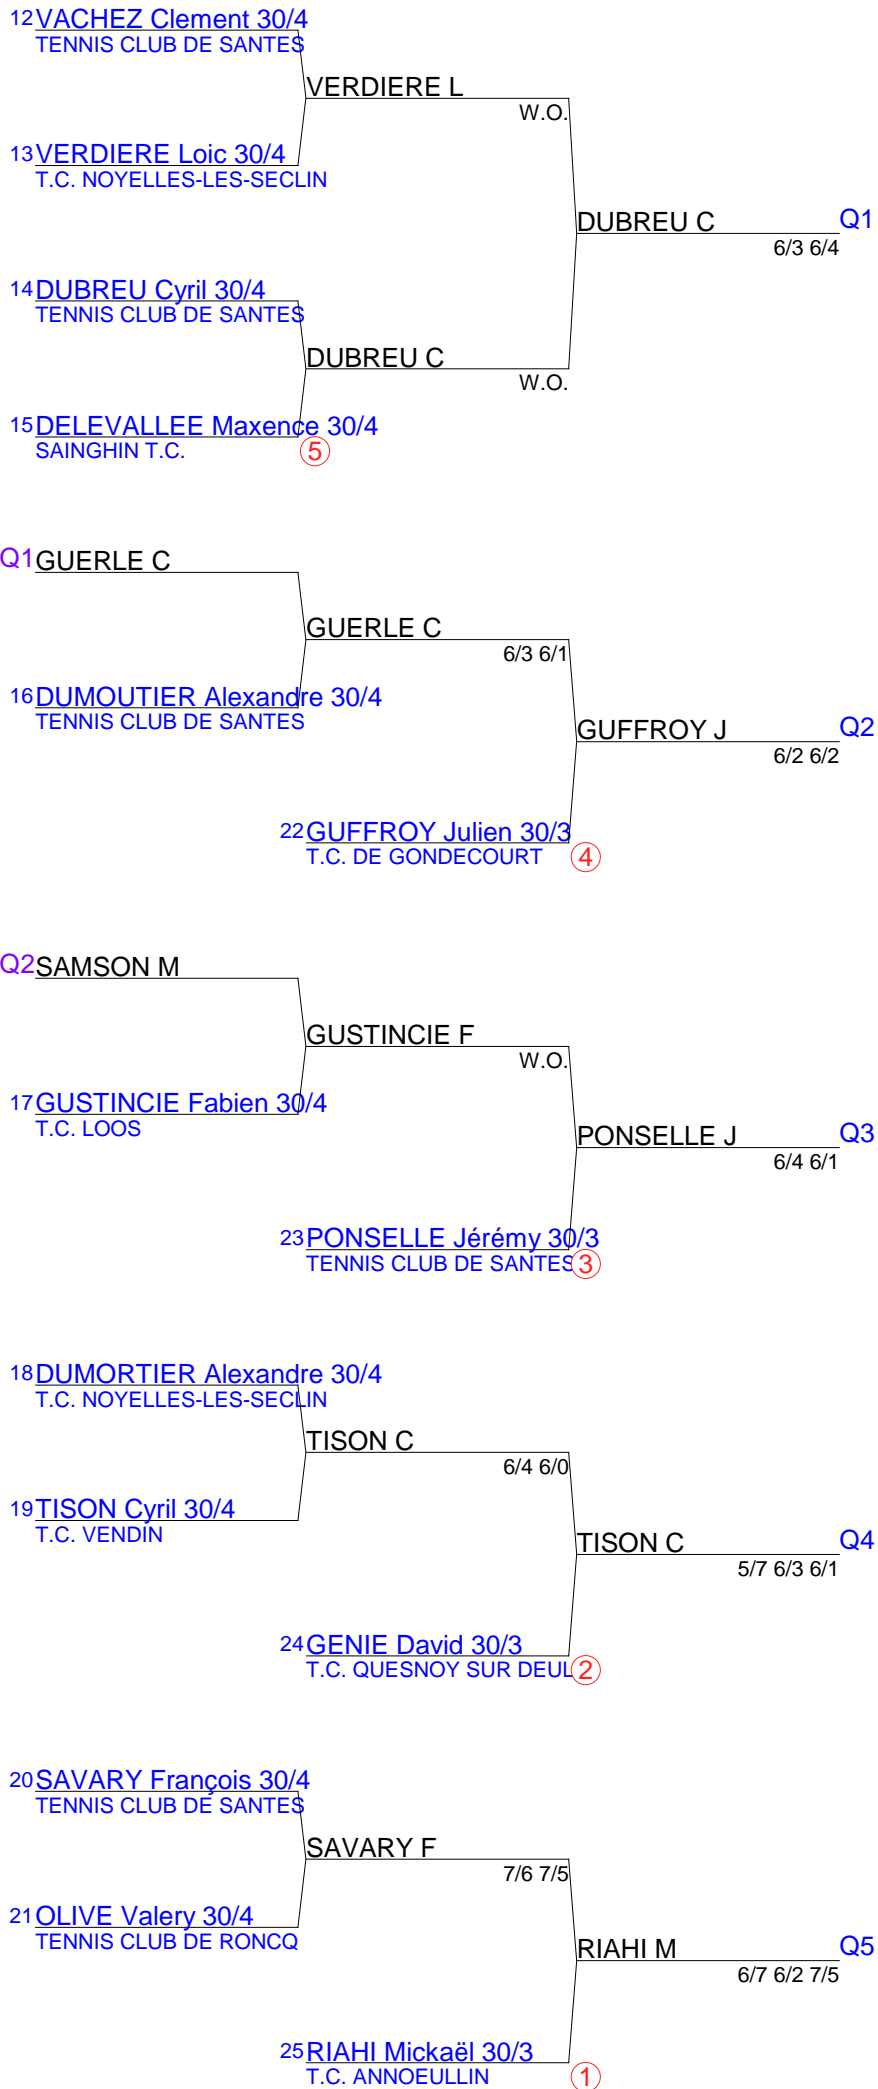 12 VACHEZ Clement 30/4
TENNIS CLUB DE SANTES
VERDIERE L
W.O.
13 VERDIERE Loic 30/4
T.C. NOYELLES-LES-SECLIN
DUBREU C Q1
6/3 6/4
14 DUBREU Cyril 30/4
TENNIS CLUB DE SANTES
DUBREU C
W.O.
15 DELEVALLEE Maxence 30/4
SAINGHIN T.C. 5
Q1 GUERLE C
GUERLE C
6/3 6/1
16 DUMOUTIER Alexandre 30/4
TENNIS CLUB DE SANTES
GUFFROY J Q2
6/2 6/2
22 GUFFROY Julien 30/3
T.C. DE GONDECOURT 4
Q2 SAMSON M
GUSTINCIE F
W.O.
17 GUSTINCIE Fabien 30/4
T.C. LOOS
PONSELLE J Q3
6/4 6/1
23 PONSELLE Jérémy 30/3
TENNIS CLUB DE SANTES 3
18 DUMORTIER Alexandre 30/4
T.C. NOYELLES-LES-SECLIN
TISON C
6/4 6/0
19 TISON Cyril 30/4
T.C. VENDIN
TISON C Q4
5/7 6/3 6/1
24 GENIE David 30/3
T.C. QUESNOY SUR DEUL 2
20 SAVARY François 30/4
TENNIS CLUB DE SANTES
SAVARY F
7/6 7/5
21 OLIVE Valery 30/4
TENNIS CLUB DE RONCQ
RIAHI M Q5
6/7 6/2 7/5
25 RIAHI Mickaël 30/3
T.C. ANNOEULLIN 1